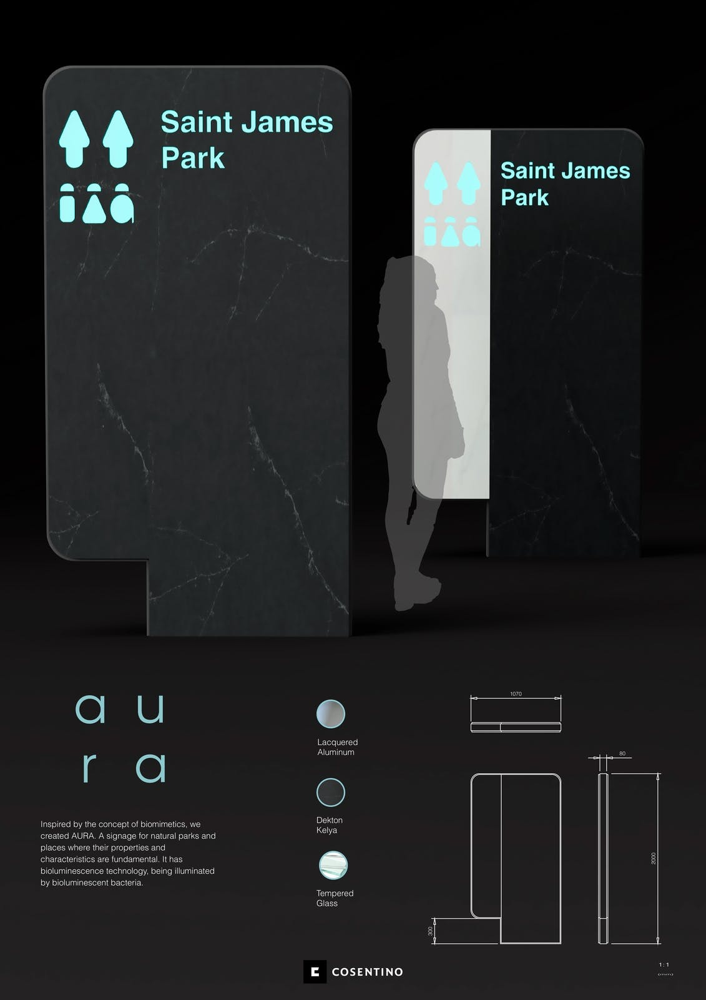 Saint James
Park
Saint James
Park
a u
r a
Inspired by the concept of biomimetics, we
created AURA. A signage for natural parks and
places where their properties and
characteristics are fundamental. It has
bioluminescence technology, being illuminated
by bioluminescent bacteria.
Lacquered
Aluminum
Dekton
Kelya
Tempered
Glass
1070
80
2000
300
COSENTINO
1:1
(mm)